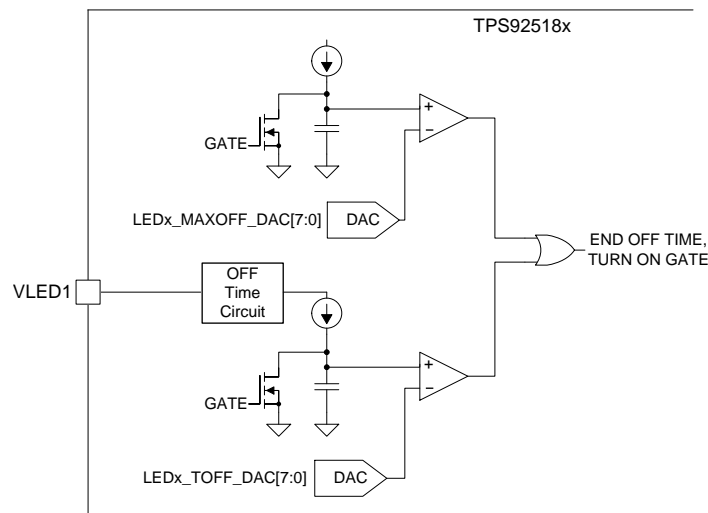 TPS92518x
GATE
+
−
LEDx_MAXOFF_DAC[7:0]
DAC
END OFF TIME,
TURN ON GATE
VLED1
OFF
Time
Circuit
GATE
+
−
LEDx_TOFF_DAC[7:0]
DAC